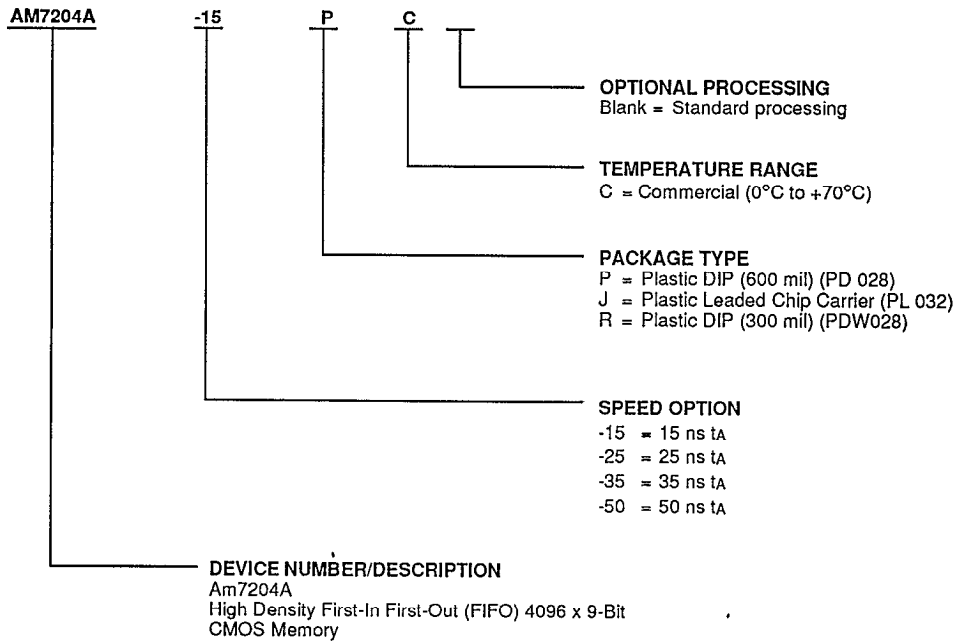 AM7204A -15 P C
OPTIONAL PROCESSING
Blank = Standard processing
TEMPERATURE RANGE
C = Commercial (0°C to +70°C)
PACKAGE TYPE
P = Plastic DIP (600 mil) (PD 028)
J = Plastic Leaded Chip Carrier (PL 032)
R = Plastic DIP (300 mil) (PDW028)
SPEED OPTION
-15 = 15 ns tA
-25 = 25 ns tA
-35 = 35 ns tA
-50 = 50 ns tA
DEVICE NUMBER/DESCRIPTION
Am7204A
High Density First-In First-Out (FIFO) 4096 x 9-Bit
CMOS Memory